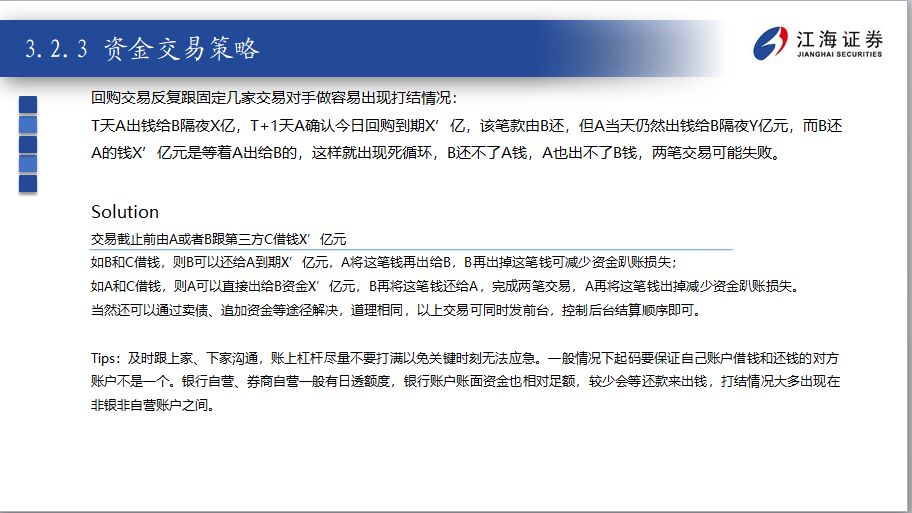 3.2.3 资金交易策略
江海证券
JIANGHAI SECURITIES
回购交易反复跟固定几家交易对手做容易出现打结情况：
T天A出钱给B隔夜X亿，T+1天A确认今日回购到期X’亿，该笔款由B还，但A当天仍然出钱给B隔夜Y亿元，而B还
A的钱X’亿元是等着A出给B的，这样就出现死循环，B还不了A钱，A也出不了B钱，两笔交易可能失败。
Solution
交易截止前由A或者B跟第三方C借钱X’亿元
如B和C借钱，则B可以还给A到期X’亿元，A将这笔钱再出给B，B再出掉这笔钱可减少资金趴账损失；
如A和C借钱，则A可以直接出给B资金X’亿元，B再将这笔钱还给A，完成两笔交易，A再将这笔钱出掉减少资金趴账损失。
当然还可以通过卖债、追加资金等途径解决，道理相同，以上交易可同时发前台，控制后台结算顺序即可。
Tips：及时跟上家、下家沟通，账上杠杆尽量不要打满以免关键时刻无法应急。一般情况下起码要保证自己账户借钱和还钱的对方
账户不是一个。银行自营、券商自营一般有日透额度，银行账户账面资金也相对足额，较少会等还款来出钱，打结情况大多出现在
非银非自营账户之间。